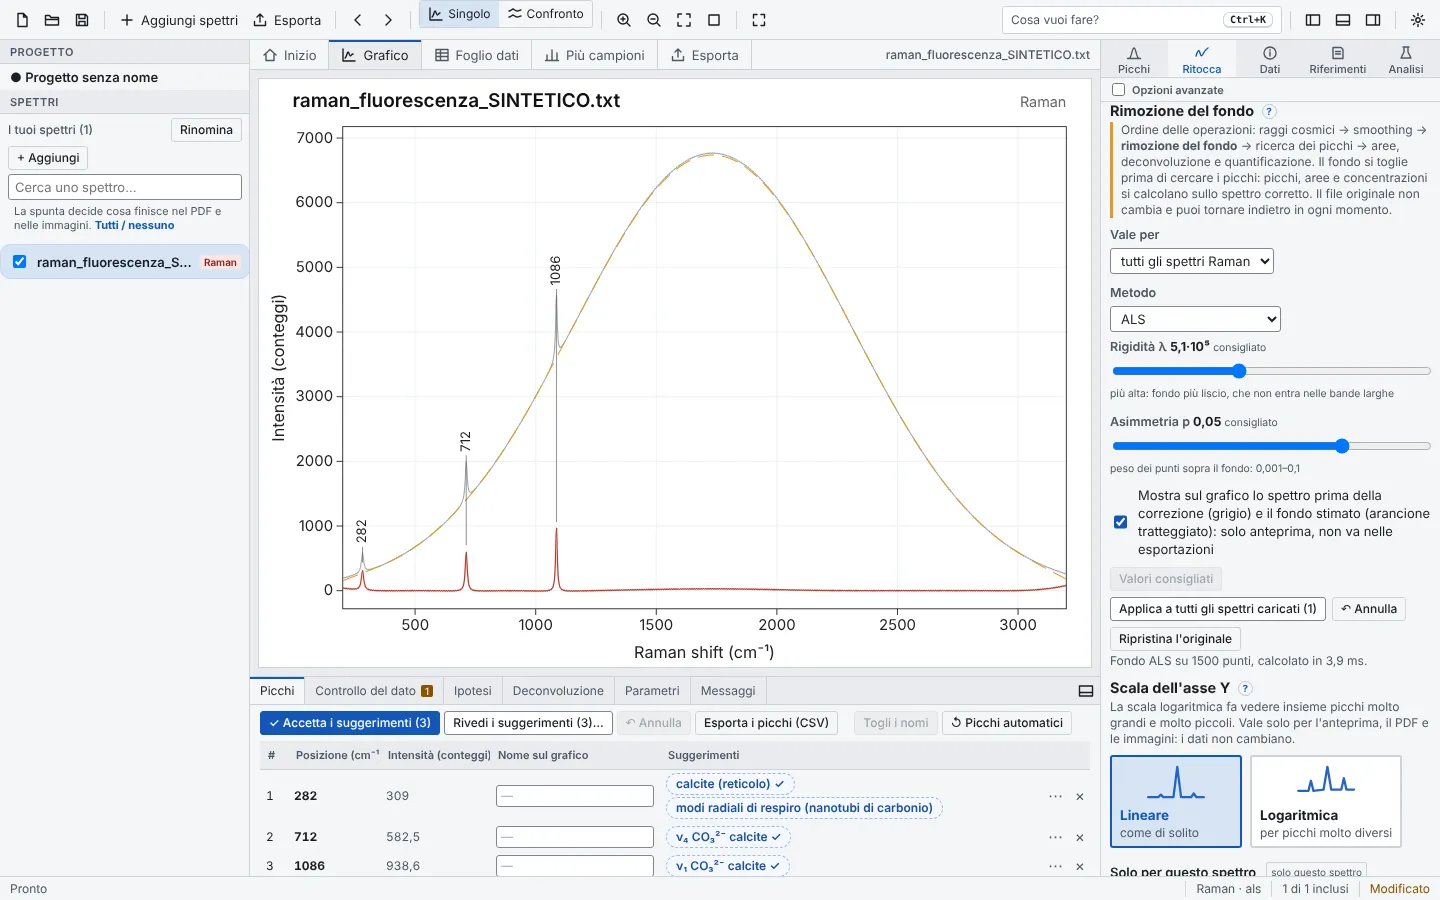 Aggiungi spettri
Esporta
Singolo
Confronto
Cosa vuoi fare?
Ctrl+K
PROGETTO
Progetto senza nome
SPETTRI
I tuoi spettri (1)
Rinomina
+ Aggiungi
Cerca uno spettro...
La spunta decide cosa finisce nel PDF e
nelle immagini. Tutti / nessuno
raman_fluorescenza_S...
Raman
Inizio
Grafico
Foglio dati
Più campioni
Esporta
raman_fluorescenza_SINTETICO.txt
raman_fluorescenza_SINTETICO.txt
Raman
7000
6000
5000
4000
3000
2000
1000
0
Intensità (conteggi)
282
712
1086
500
1000
1500
2000
2500
3000
Raman shift (cm⁻¹)
Picchi
Controllo del dato 1
Ipotesi
Deconvoluzione
Parametri
Messaggi
✓ Accetta i suggerimenti (3)
Rivedi i suggerimenti (3)...
↶ Annulla
Esporta i picchi (CSV)
Togli i nomi
Picchi automatici
# Posizione (cm⁻¹ Intensità (conteggi) Nome sul grafico Suggerimenti
1 282 309 — calcite (reticolo) ✓
modi radiali di respiro (nanotubi di carbonio)
2 712 582,5 — ν₄ CO₃²⁻ calcite ✓
3 1086 938,6 — ν₁ CO₃²⁻ calcite ✓
Picchi
Ritocca
Dati
Riferimenti
Analisi
Opzioni avanzate
Rimozione del fondo ?
Ordine delle operazioni: raggi cosmici → smoothing →
rimozione del fondo → ricerca dei picchi → aree,
deconvoluzione e quantificazione. Il fondo si toglie
prima di cercare i picchi: picchi, aree e concentrazioni
si calcolano sullo spettro corretto. Il file originale non
cambia e puoi tornare indietro in ogni momento.
Vale per
tutti gli spettri Raman
Metodo
ALS
Rigidità λ 5,1·10⁵ consigliato
più alta: fondo più liscio, che non entra nelle bande larghe
Asimmetria p 0,05 consigliato
peso dei punti sopra il fondo: 0,001–0,1
Mostra sul grafico lo spettro prima della
correzione (grigio) e il fondo stimato (arancione
tratteggiato): solo anteprima, non va nelle
esportazioni
Valori consigliati
Applica a tutti gli spettri caricati (1)
↶ Annulla
Ripristina l'originale
Fondo ALS su 1500 punti, calcolato in 3,9 ms.
Scala dell'asse Y ?
La scala logaritmica fa vedere insieme picchi molto
grandi e molto piccoli. Vale solo per l'anteprima, il PDF e
le immagini: i dati non cambiano.
Lineare
come di solito
Logaritmica
per picchi molto diversi
Solo per questo spettro
solo questo spettro
Pronto
Raman · als
1 di 1 inclusi
Modificato